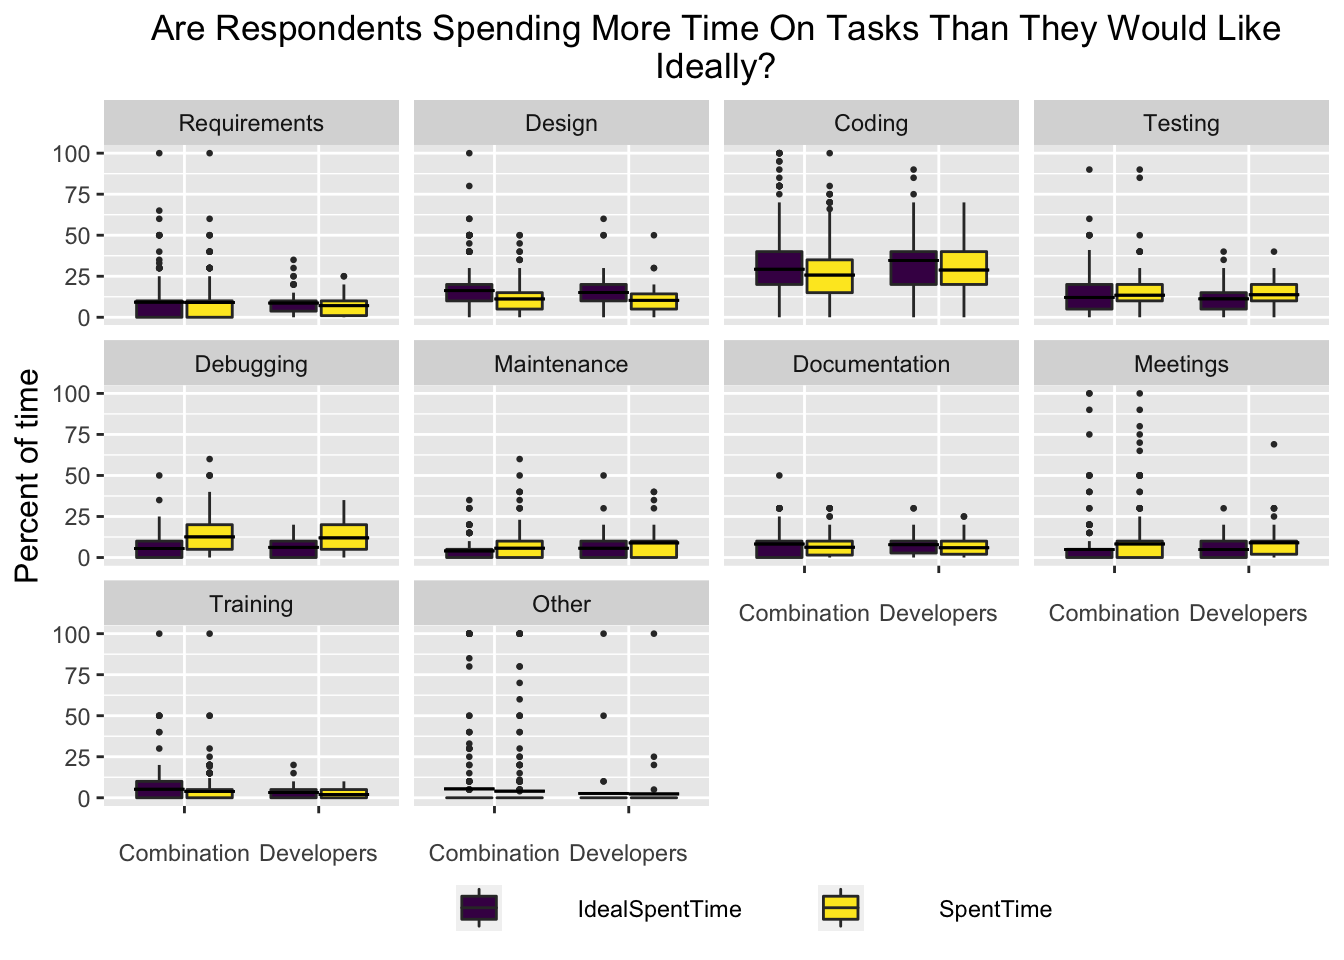 Are Respondents Spending More Time On Tasks Than They Would Like
Ideally?
Percent of time
Requirements
Design
Coding
Testing
100
75
50
25
0
Debugging
Maintenance
Documentation
Meetings
100
75
50
25
0
Combination Developers
Combination Developers
Training
Other
100
75
50
25
0
Combination Developers
Combination Developers
IdealSpentTime
SpentTime